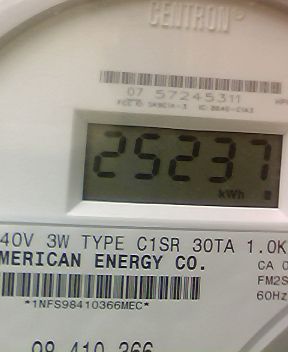 CENTRON®
07 57245311
25237
kWh
40V 3W TYPE C1SR 30TA 1.0K
MERICAN ENERGY CO.
CA 0
FM2S
*1NFS98410366MEC*
60Hz
98 410 366